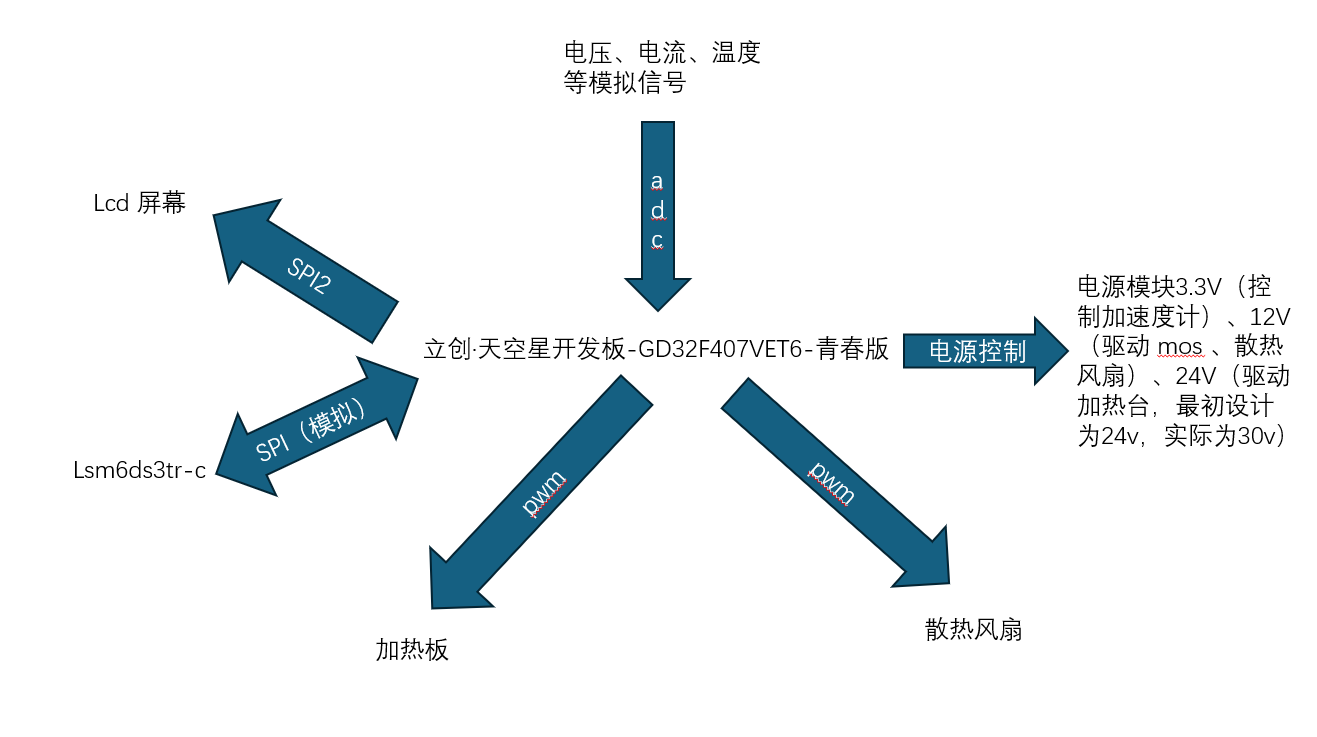 电压、电流、温度
等模拟信号
a
d
c
Lcd 屏幕
SPI2
立创·天空星开发板-GD32F407VET6-青春版
电源控制
电源模块3.3V（控
制加速度计）、12V
（驱动 mos 、散热
风扇）、24V（驱动
加热台，最初设计
为24v，实际为30v）
SPI（模拟）
Lsm6ds3tr-c
pwm
pwm
加热板
散热风扇